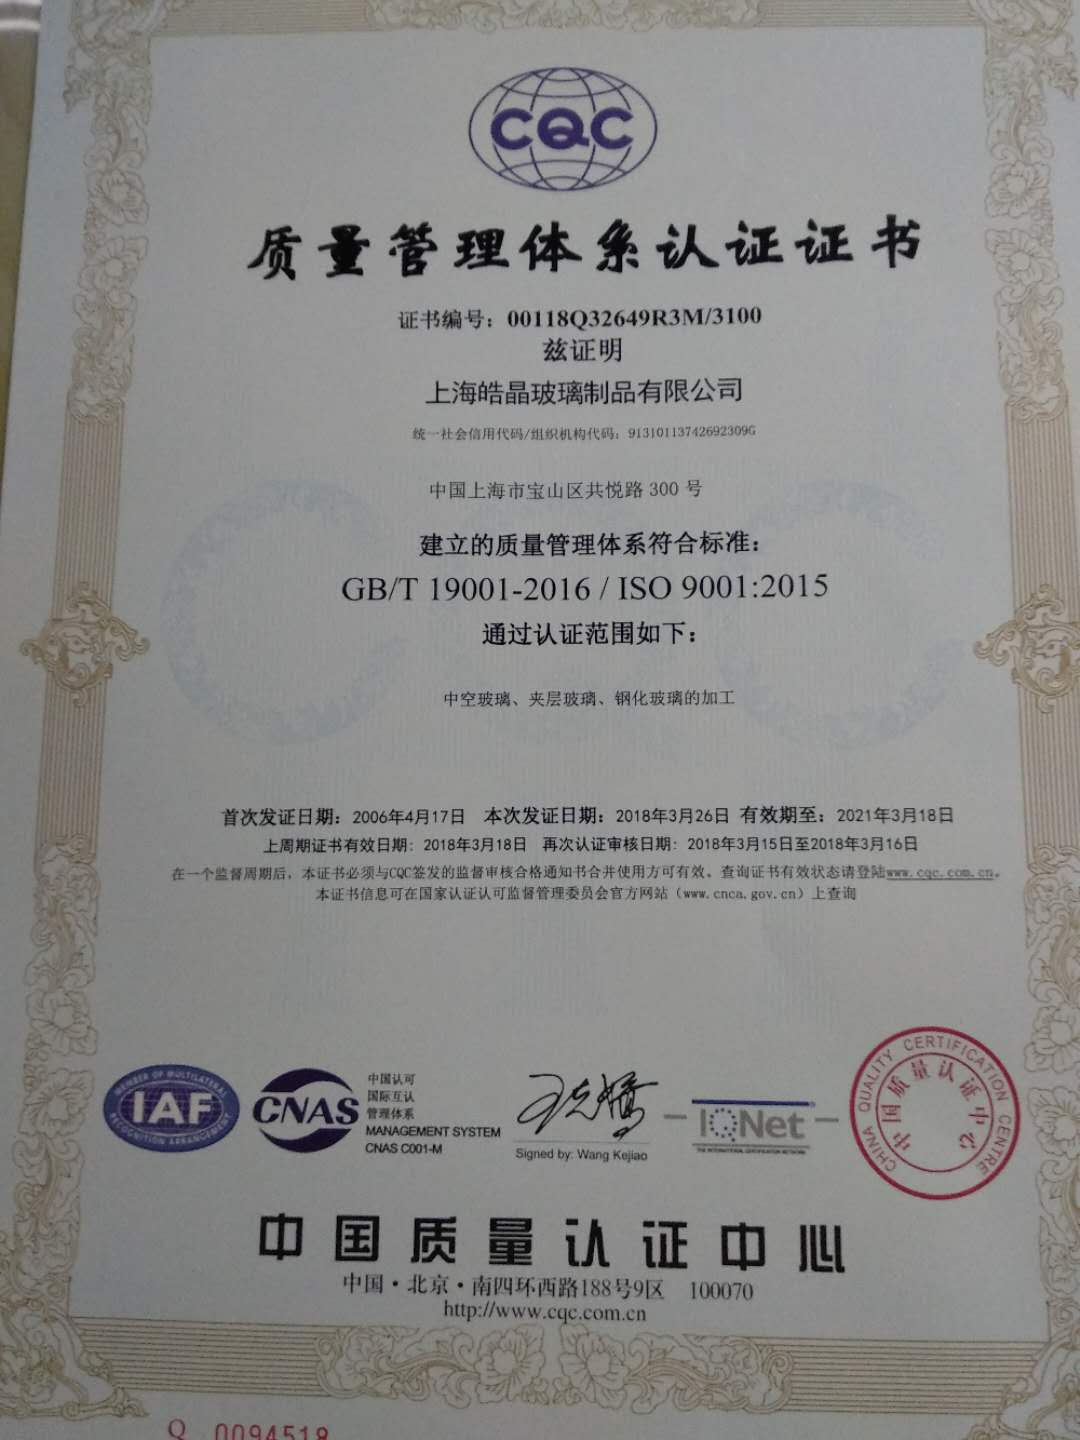 CQC
质量管理体系认证证书
证书编号：00118Q32649R3M/3100
兹证明
上海皓晶玻璃制品有限公司
统一社会信用代码/组织机构代码：91310113742692309G
中国上海市宝山区共悦路 300 号
建立的质量管理体系符合标准：
GB/T 19001-2016 / ISO 9001:2015
通过认证范围如下：
中空玻璃、夹层玻璃、钢化玻璃的加工
首次发证日期：2006年4月17日 本次发证日期：2018年3月26日 有效期至：2021年3月18日
上周期证书有效日期：2018年3月18日 再次认证审核日期：2018年3月15日至2018年3月16日
在一个监督周期后，本证书必须与CQC签发的监督审核合格通知书合并使用方可有效。查询证书有效状态请登陆www.cqc.com.cn。
本证书信息可在国家认证认可监督管理委员会官方网站（www.cnca.gov.cn）上查询
MEMBER OF MULTILATERAL
IAF
RECOGNITION ARRANGEMENT
CNAS
中国认可
国际互认
管理体系
MANAGEMENT SYSTEM
CNAS C001-M
Signed by: Wang Kejiao
IQNet
THE INTERNATIONAL CERTIFICATION NETWORK
CHINA QUALITY CERTIFICATION CENTRE
中国质量认证中心
中国质量认证中心
中国·北京·南四环西路188号9区 100070
http://www.cqc.com.cn
Q 0094518